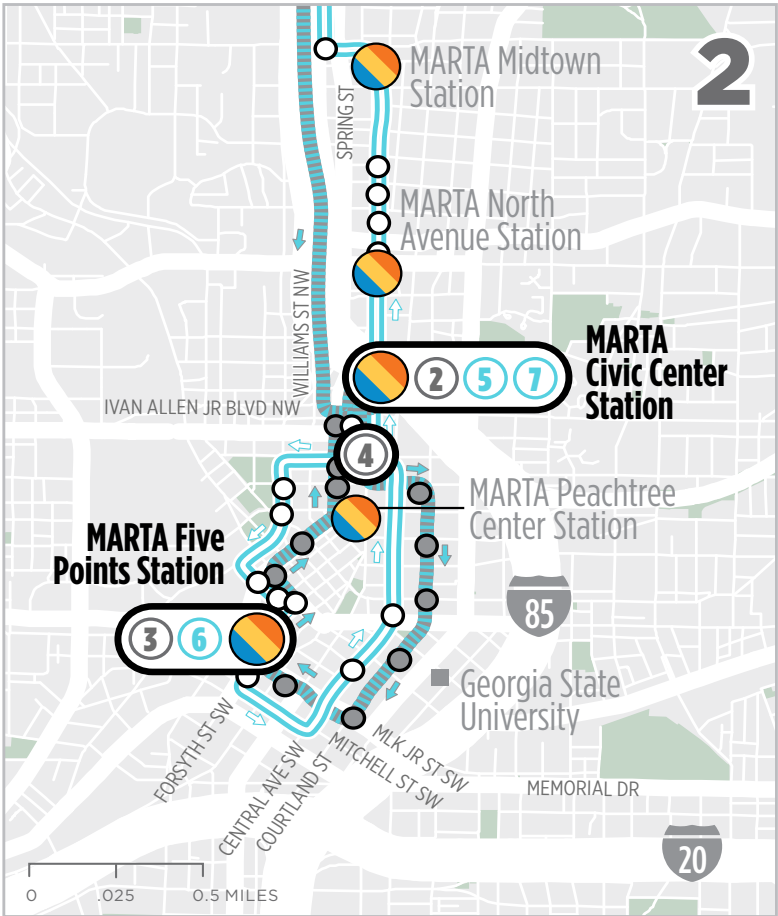 2
MARTA Midtown
Station
SPRING ST
MARTA North
Avenue Station
WILLIAMS ST NW
MARTA
Civic Center
Station
2 5 7
IVAN ALLEN JR BLVD NW
4
MARTA Peachtree
Center Station
MARTA Five
Points Station
85
3 6
Georgia State
University
FORSYTH ST SW
CENTRAL AVE SW
COURTLAND ST
MITCHELL ST SW
MLK JR ST SW
MEMORIAL DR
20
0 .025 0.5 MILES